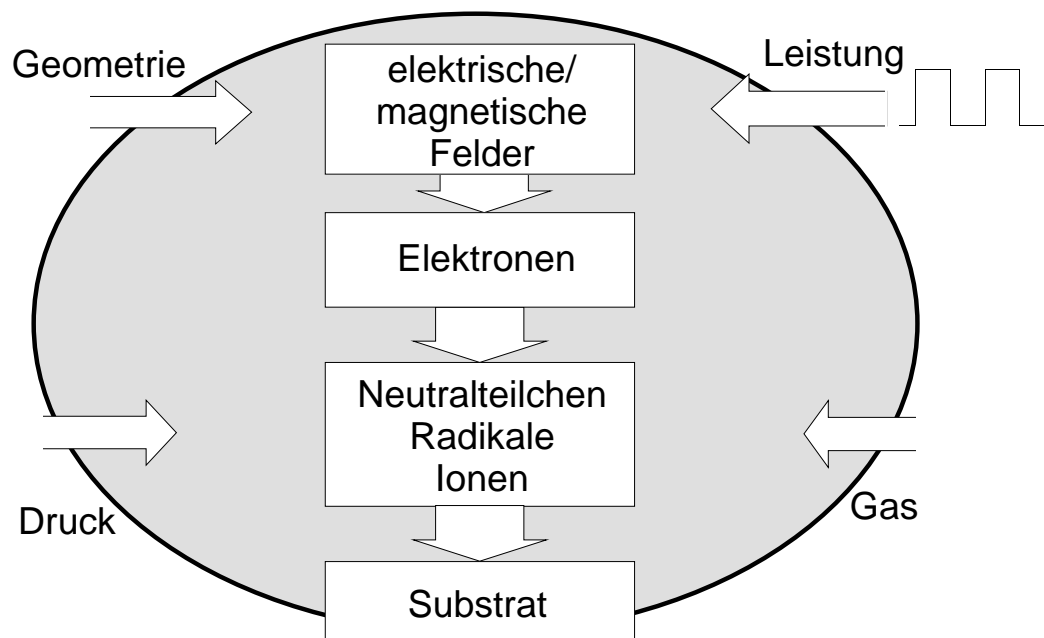 Geometrie
elektrische/
magnetische
Felder
Leistung
Elektronen
Neutralteilchen
Radikale
Ionen
Druck
Gas
Substrat